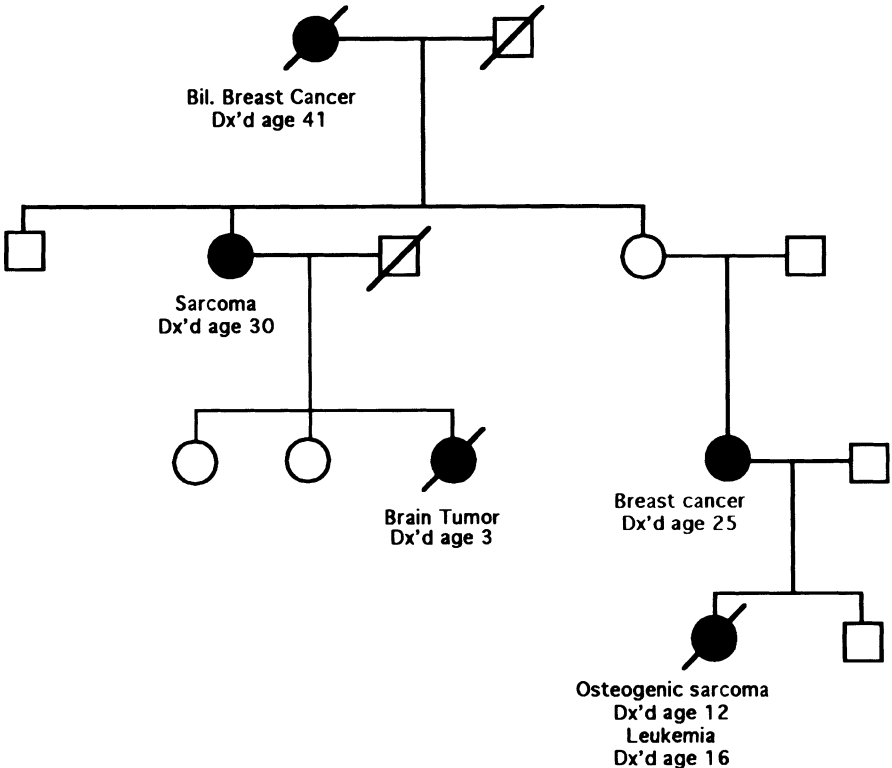 Bil. Breast Cancer
Dx'd age 41
Sarcoma
Dx'd age 30
Brain Tumor
Dx'd age 3
Breast cancer
Dx'd age 25
Osteogenic sarcoma
Dx'd age 12
Leukemia
Dx'd age 16